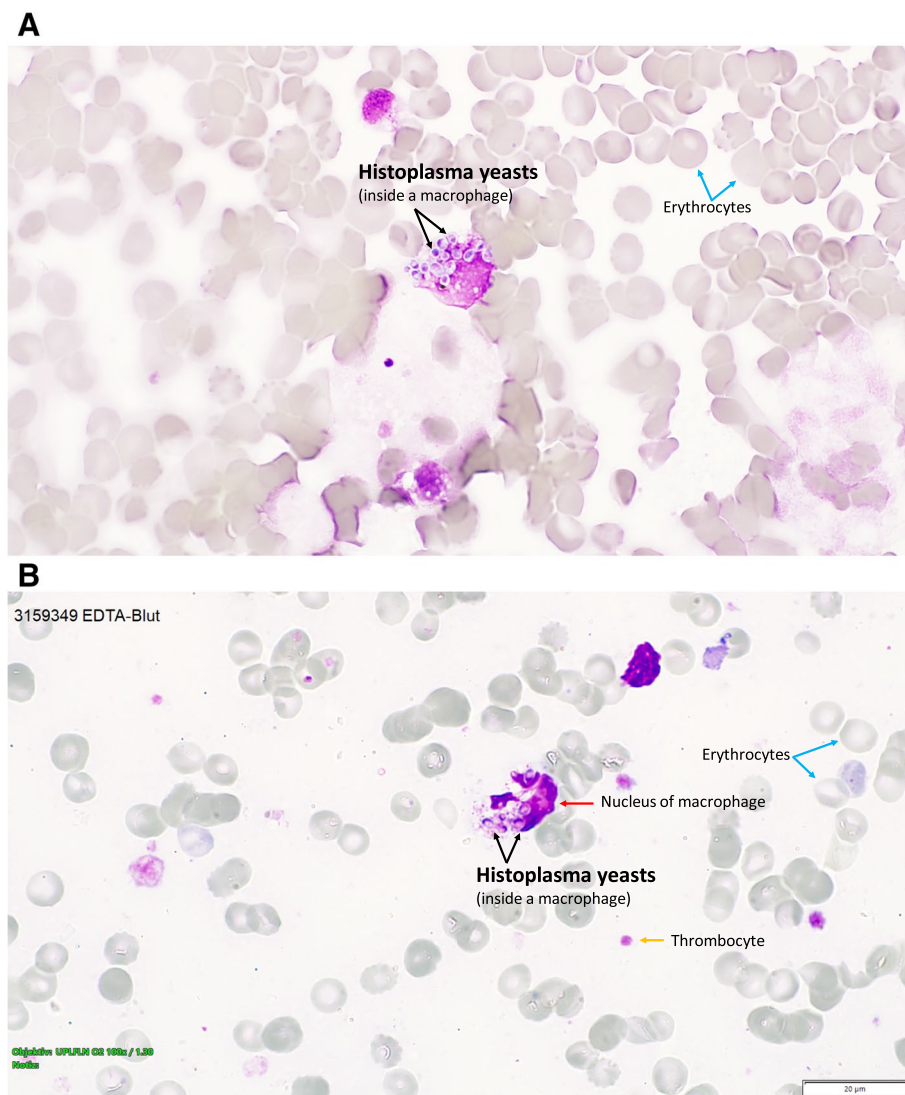 A
Histoplasma yeasts
(inside a macrophage)
Erythrocytes
B
3159349 EDTA-Blut
Erythrocytes
Nucleus of macrophage
Histoplasma yeasts
(inside a macrophage)
Thrombocyte
Objektiv: UPLFLN O2 100x / 1.30
Notiz:
20 µm